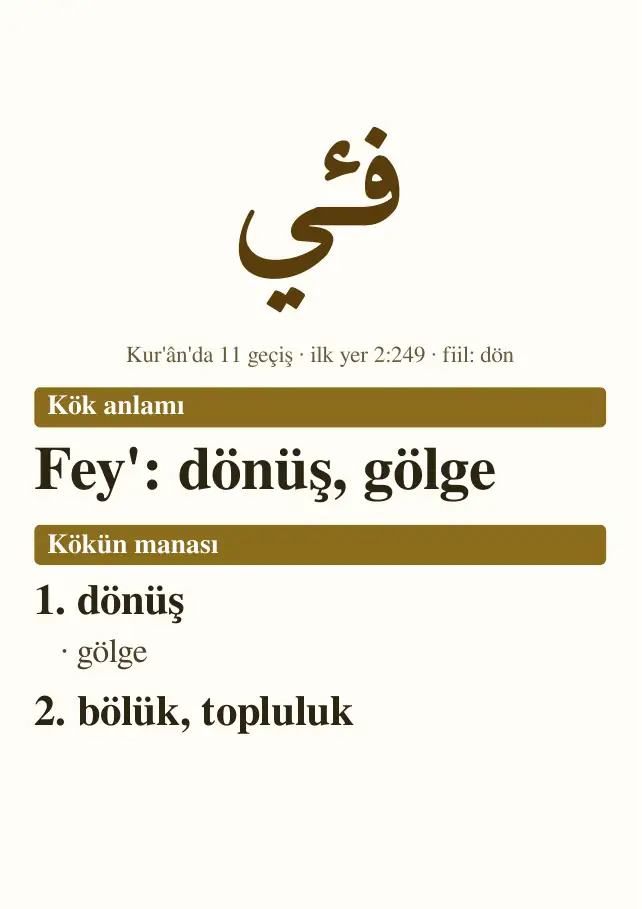 فئي
Kur'ân'da 11 geçiş · ilk yer 2:249 · fiil: dön
Kök anlamı
Fey': dönüş, gölge
Kökün manası
1. dönüş
· gölge
2. bölük, topluluk